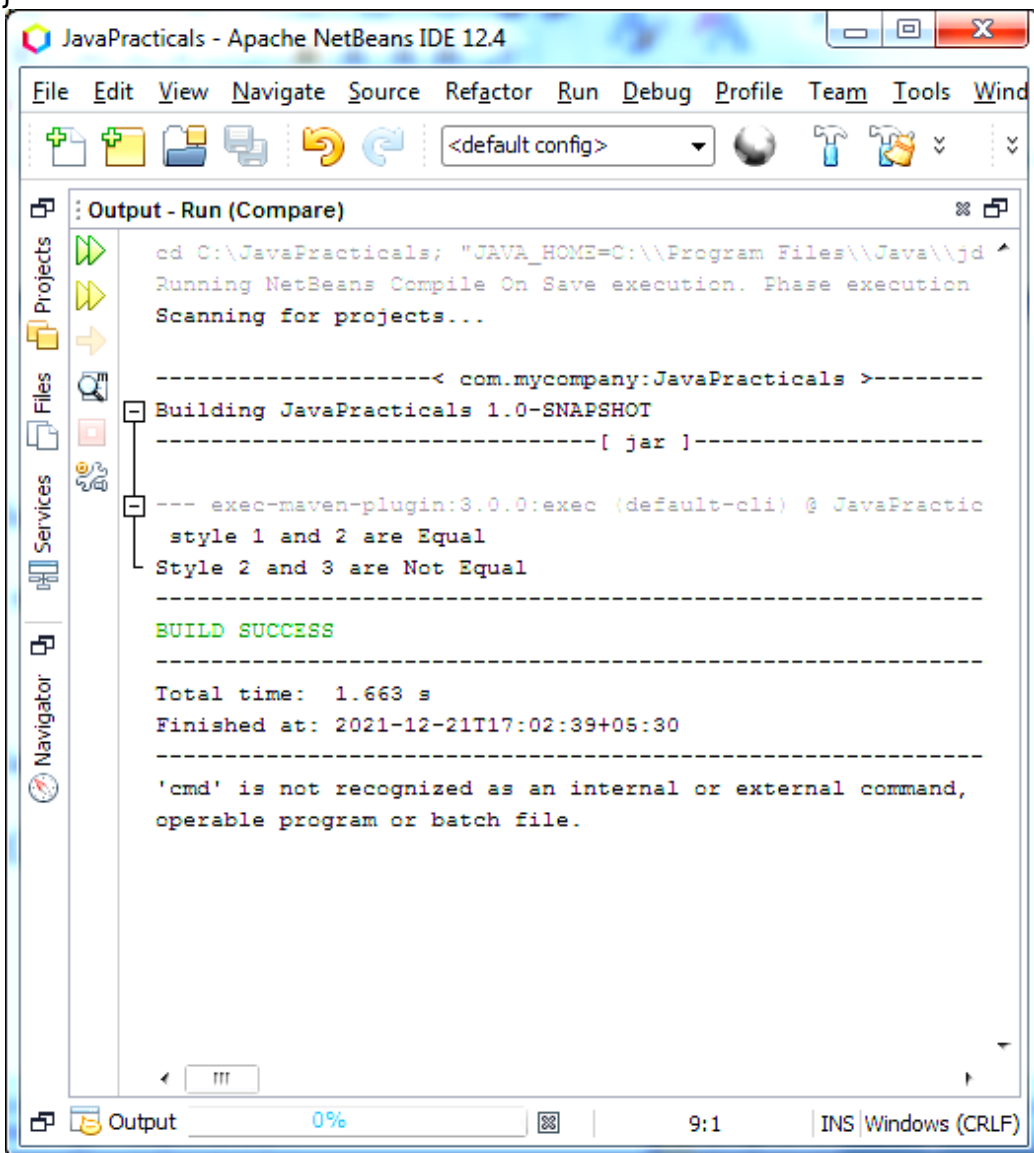 JavaPracticals - Apache NetBeans IDE 12.4
File Edit View Navigate Source Refactor Run Debug Profile Team Tools Wind
<default config>
Output - Run (Compare)
Projects
Files
Services
Navigator
cd C:\JavaPracticals; "JAVA_HOME=C:\\Program Files\\Java\\jd
Running NetBeans Compile On Save execution. Phase execution
Scanning for projects...
--------------------< com.mycompany:JavaPracticals >--------
Building JavaPracticals 1.0-SNAPSHOT
--------------------------------[ jar ]---------------------
--- exec-maven-plugin:3.0.0:exec (default-cli) @ JavaPractic
style 1 and 2 are Equal
Style 2 and 3 are Not Equal
------------------------------------------------------------
BUILD SUCCESS
------------------------------------------------------------
Total time:  1.663 s
Finished at: 2021-12-21T17:02:39+05:30
------------------------------------------------------------
'cmd' is not recognized as an internal or external command,
operable program or batch file.
Output 0% 9:1 INS Windows (CRLF)